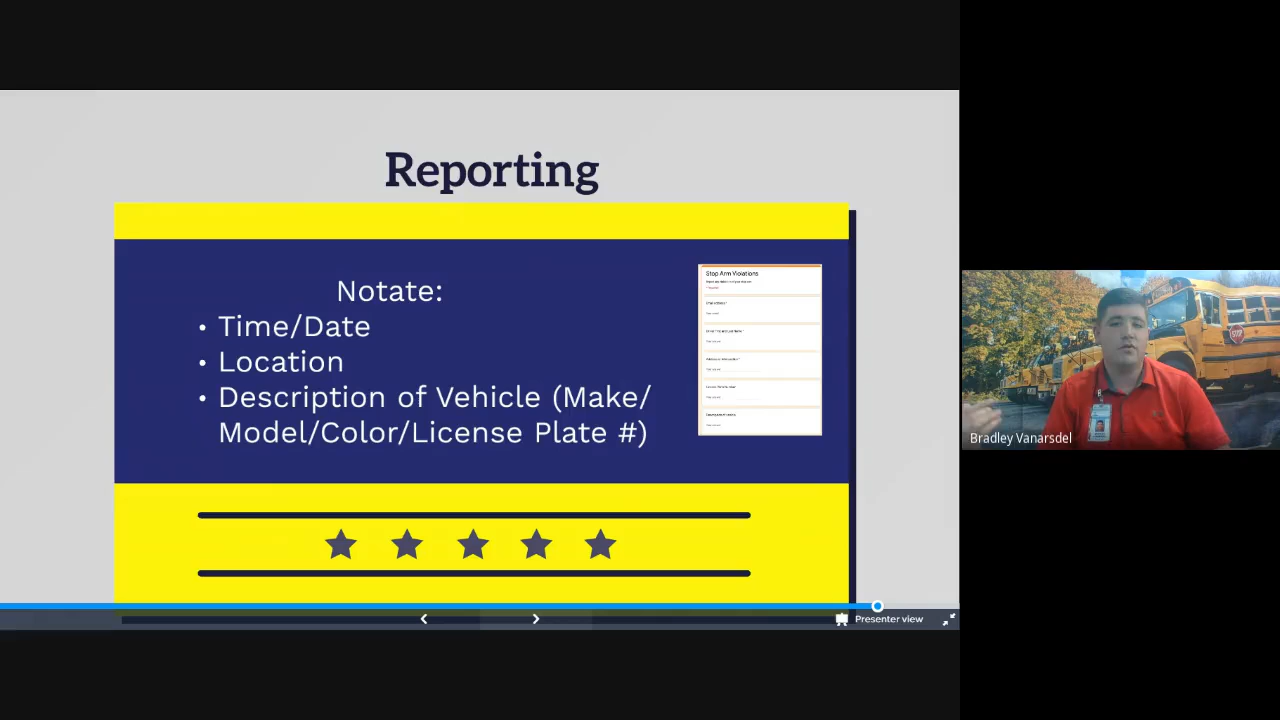 Reporting
Notate:
• Time/Date
• Location
• Description of Vehicle (Make/
Model/Color/License Plate #)
Stop Arm Violations
Presenter view
STOP
Bradley Vanarsdel